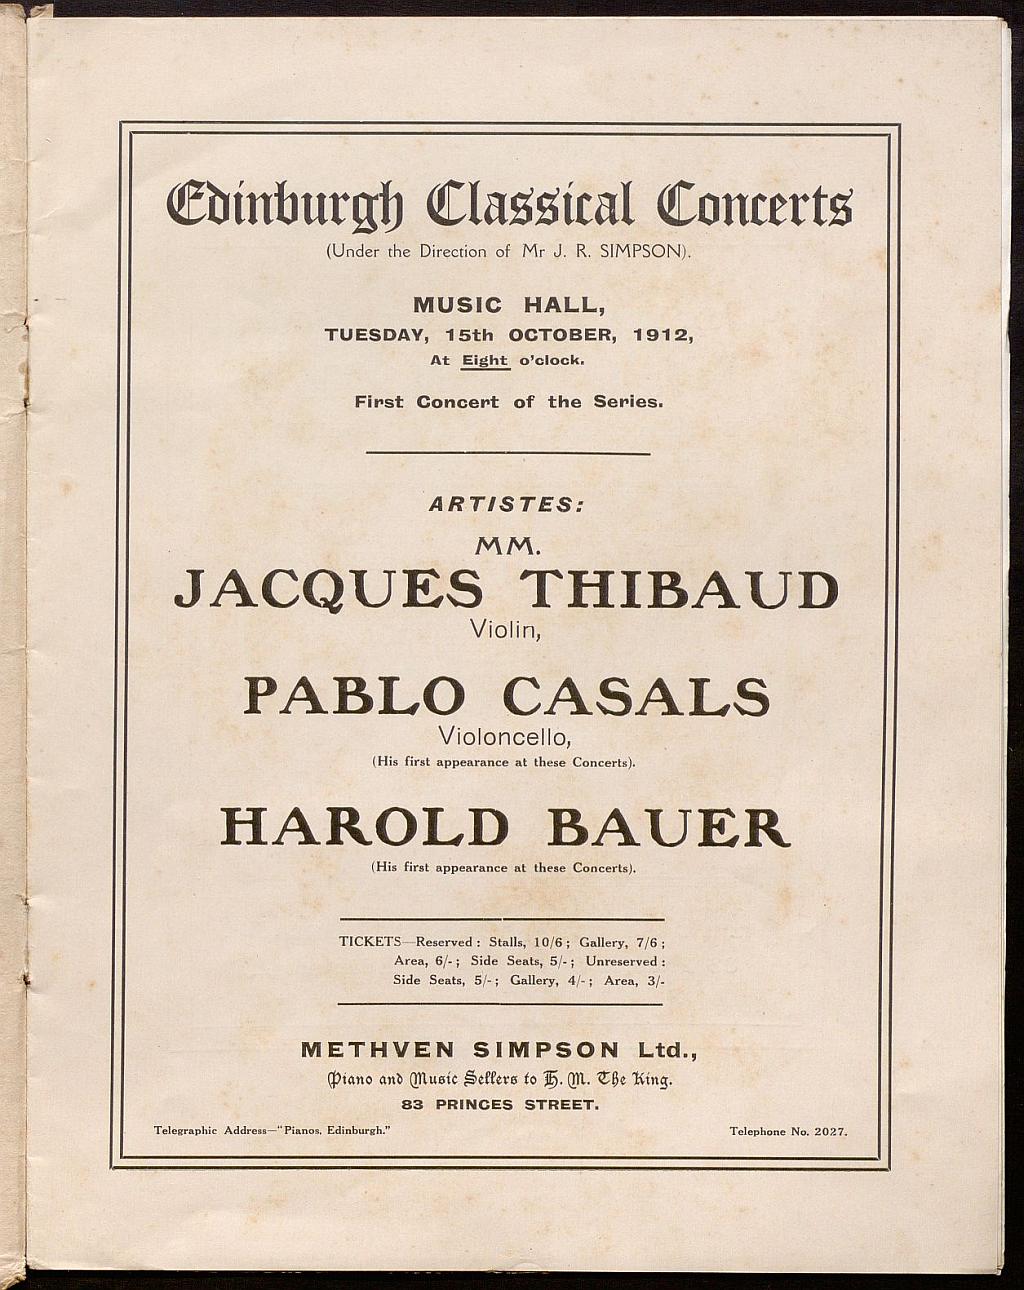 Edinburgh Classical Concerts
(Under the Direction of Mr J. R. SIMPSON).
MUSIC HALL,
TUESDAY, 15th OCTOBER, 1912,
At Eight o'clock.
First Concert of the Series.
ARTISTES:
MM.
JACQUES THIBAUD
Violin,
PABLO CASALS
Violoncello,
(His first appearance at these Concerts).
HAROLD BAUER
(His first appearance at these Concerts).
TICKETS—Reserved: Stalls, 10/6; Gallery, 7/6;
Area, 6/-; Side Seats, 5/-; Unreserved:
Side Seats, 5/-; Gallery, 4/-; Area, 3/-
METHVEN SIMPSON Ltd.,
Piano and Music Sellers to H. M. The King.
83 PRINCES STREET.
Telegraphic Address—"Pianos, Edinburgh." Telephone No. 2027.